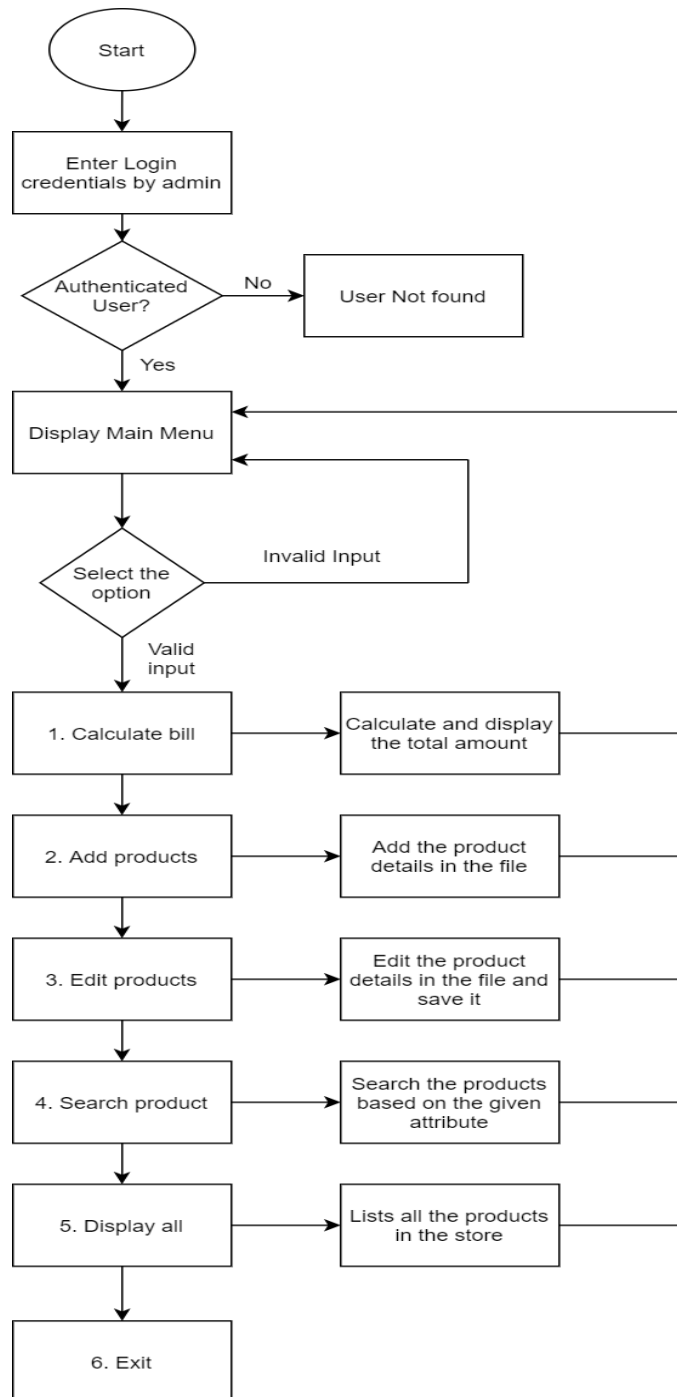 Start
Enter Login
credentials by admin
Authenticated
User?
No
User Not found
Yes
Display Main Menu
Select the
option
Invalid Input
Valid
input
1. Calculate bill
Calculate and display
the total amount
2. Add products
Add the product
details in the file
3. Edit products
Edit the product
details in the file and
save it
4. Search product
Search the products
based on the given
attribute
5. Display all
Lists all the products
in the store
6. Exit